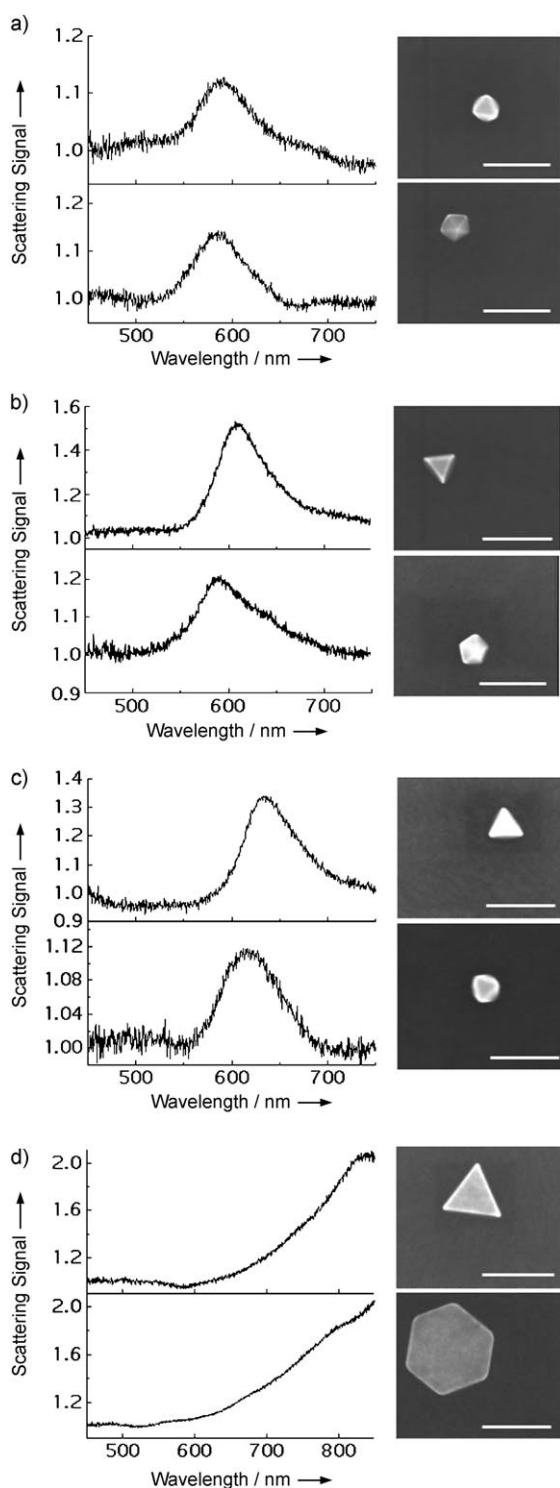 a)
1.2
1.1
1.0
1.2
1.1
1.0
Scattering Signal →
500 600 700
Wavelength / nm →
b)
1.6
1.4
1.2
1.0
1.2
1.1
1.0
0.9
Scattering Signal →
500 600 700
Wavelength / nm →
c)
1.4
1.3
1.2
1.1
1.0
0.9
1.12
1.08
1.04
1.00
Scattering Signal →
500 600 700
Wavelength / nm →
d)
2.0
1.6
1.2
2.0
1.6
1.2
Scattering Signal →
500 600 700 800
Wavelength / nm →